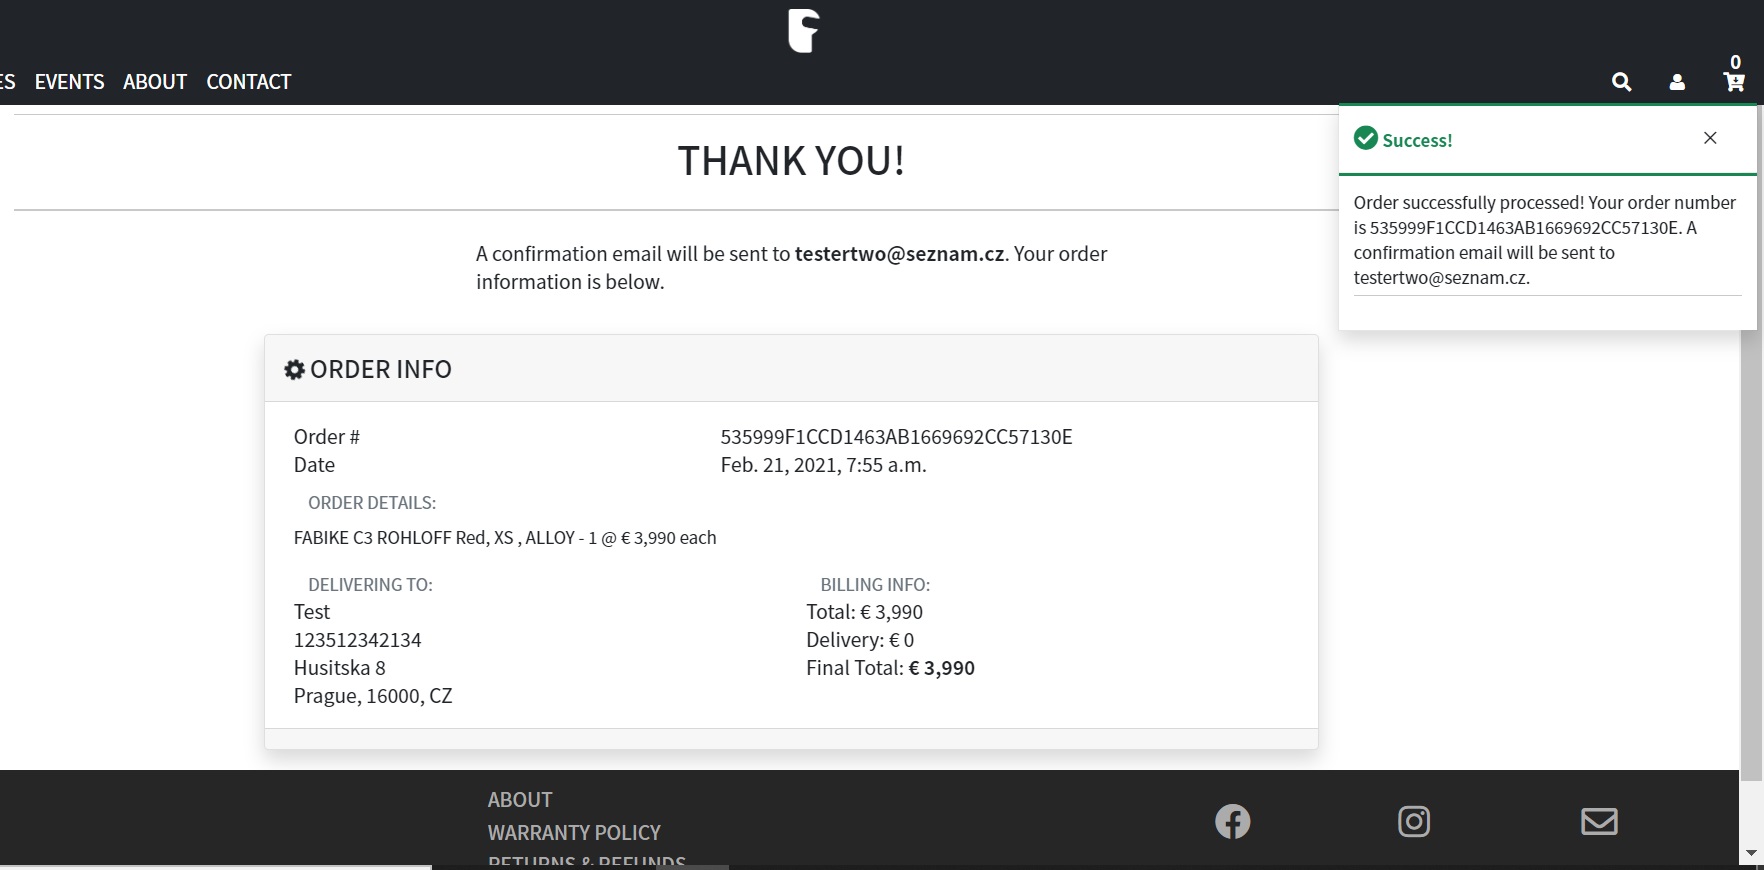 ES EVENTS ABOUT CONTACT
0
THANK YOU!
Success!
Order successfully processed! Your order number
is 535999F1CCD1463AB1669692CC57130E. A
confirmation email will be sent to
testertwo@seznam.cz.
A confirmation email will be sent to testertwo@seznam.cz. Your order
information is below.
ORDER INFO
Order # 535999F1CCD1463AB1669692CC57130E
Date Feb. 21, 2021, 7:55 a.m.
ORDER DETAILS:
FABIKE C3 ROHLOFF Red, XS , ALLOY - 1 @ € 3,990 each
DELIVERING TO:
Test
123512342134
Husitska 8
Prague, 16000, CZ
BILLING INFO:
Total: € 3,990
Delivery: € 0
Final Total: € 3,990
ABOUT
WARRANTY POLICY
RETURNS & REFUNDS